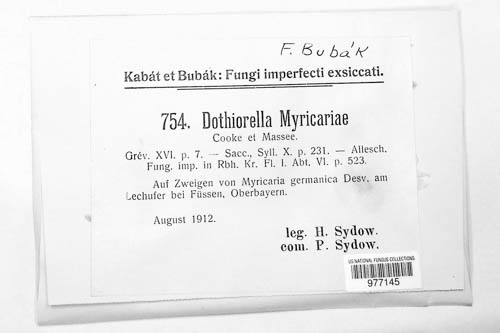 F. Bubák
Kabát et Bubák: Fungi imperfecti exsiccati.
754. Dothiorella Myricariae
Cooke et Massee.
Grév. XVI. p. 7. — Sacc., Syll. X. p. 231. — Allesch.
Fung. imp. in Rbh. Kr. Fl. I. Abt. VI. p. 523.
Auf Zweigen von Myricaria germanica Desv. am
Lechufer bei Füssen, Oberbayern.
August 1912.
leg. H. Sydow.
com. P. Sydow.
US NATIONAL FUNGUS COLLECTIONS
977145